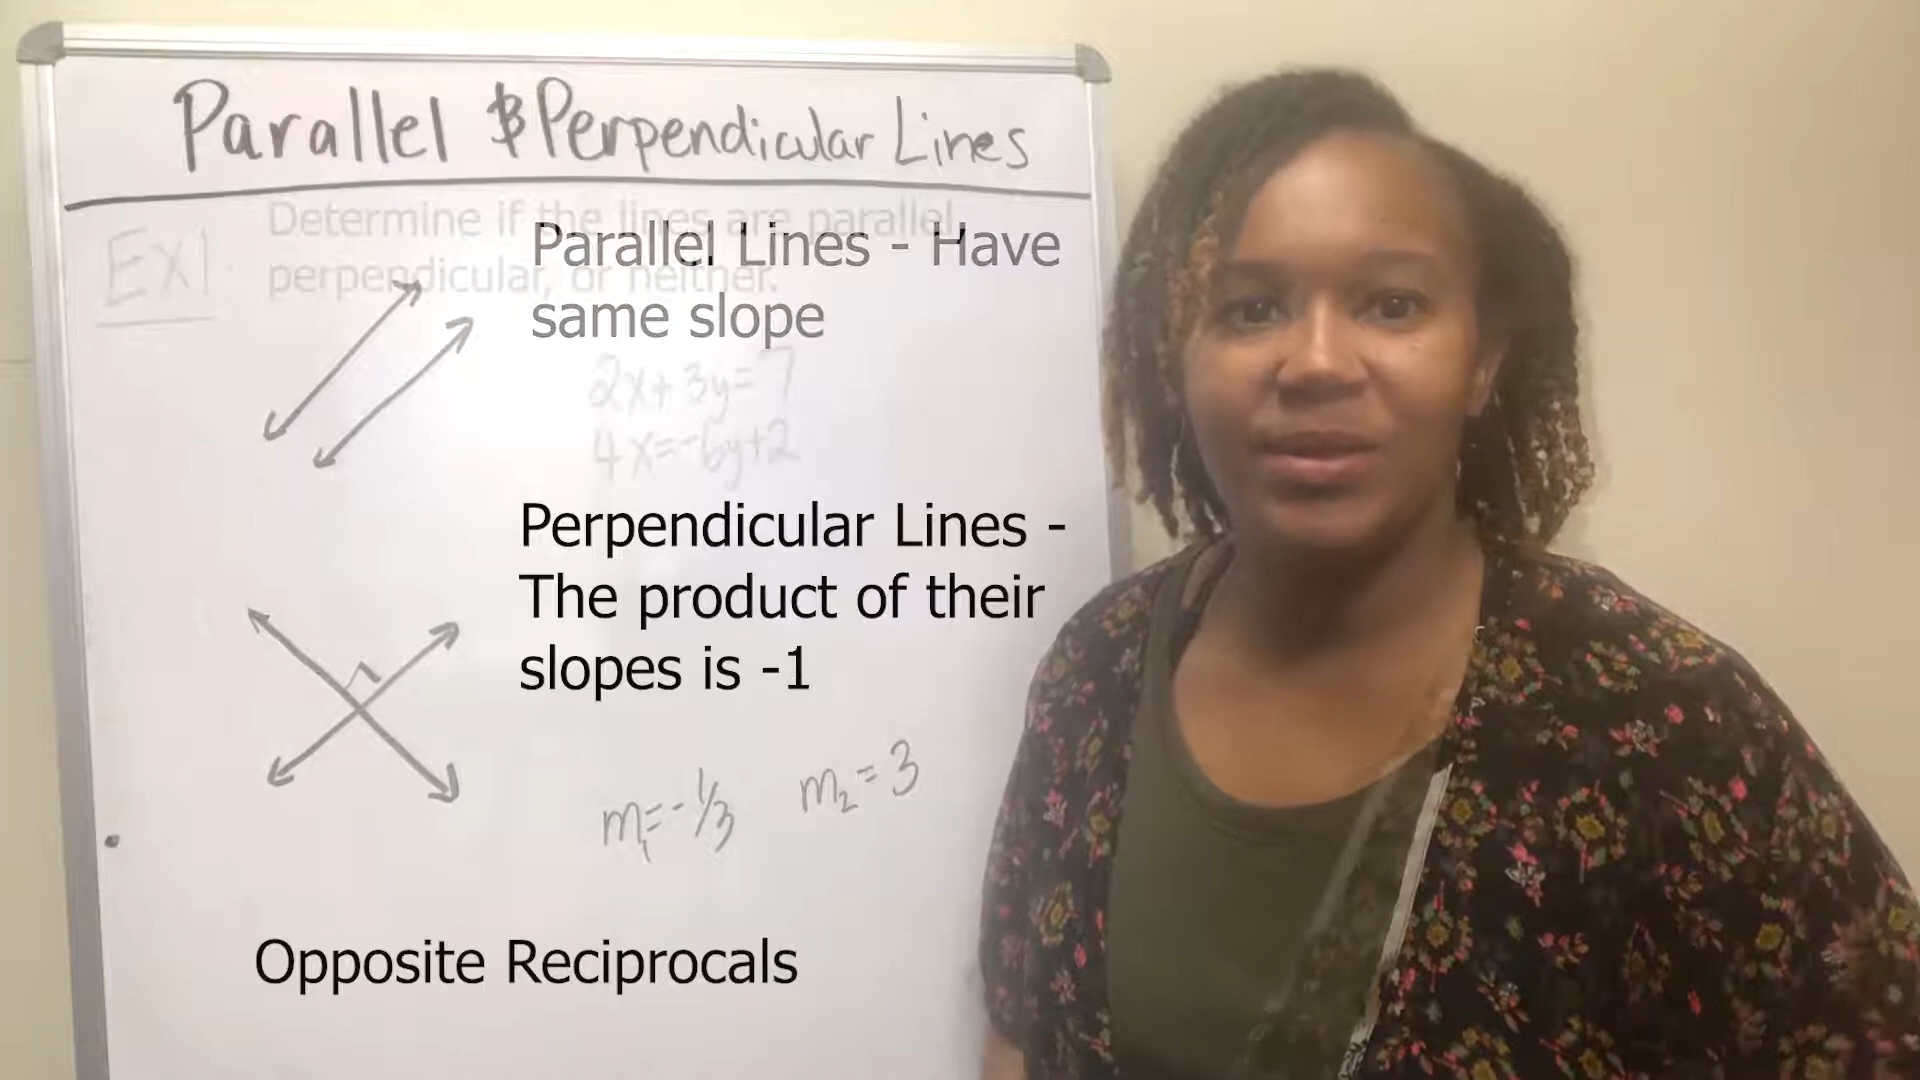 Parallel & Perpendicular Lines
Ex1
Determine if the lines are parallel,
perpendicular, or neither.
Parallel Lines - Have
same slope
2x+3y=7
4x=-6y+2
Perpendicular Lines -
The product of their
slopes is -1
m₁=-1/3 m₂=3
Opposite Reciprocals